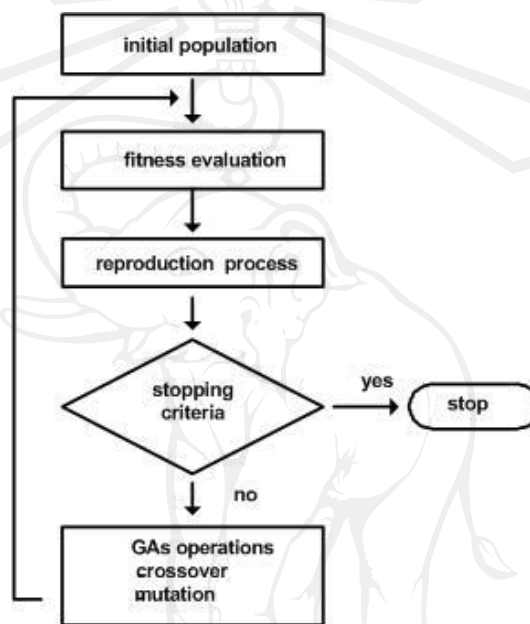 initial population
fitness evaluation
reproduction process
stopping
criteria
yes
stop
no
GAs operations
crossover
mutation